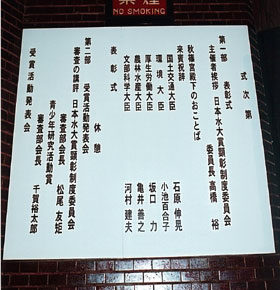 禁煙
NO SMOKING
式次第
第一部 表彰式
主催者挨拶 日本水大賞顕彰制度委員会
委員長 高橋 裕
秋篠宮殿下のおことば
来賓祝辞
国土交通大臣 石原 伸晃
環境大臣 小池百合子
厚生労働大臣 坂口 力
農林水産大臣 亀井 善之
文部科学大臣 河村 建夫
表彰式
休憩
第二部 受賞活動発表会
審査の講評 日本水大賞顕彰制度委員会
審査部会長 松尾 友矩
青少年研究活動賞
審査部会長 千賀裕太郎
受賞活動発表会